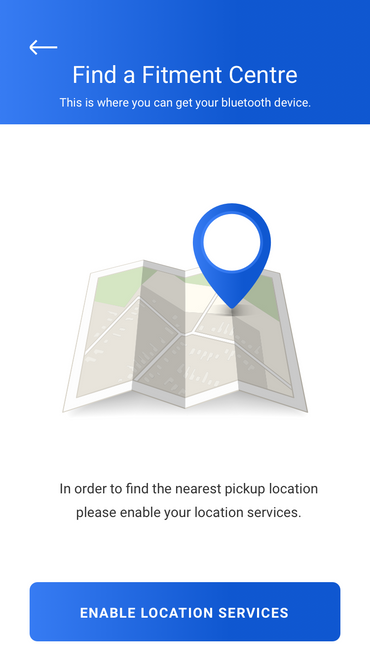 Find a Fitment Centre
This is where you can get your bluetooth device.
In order to find the nearest pickup location
please enable your location services.
ENABLE LOCATION SERVICES